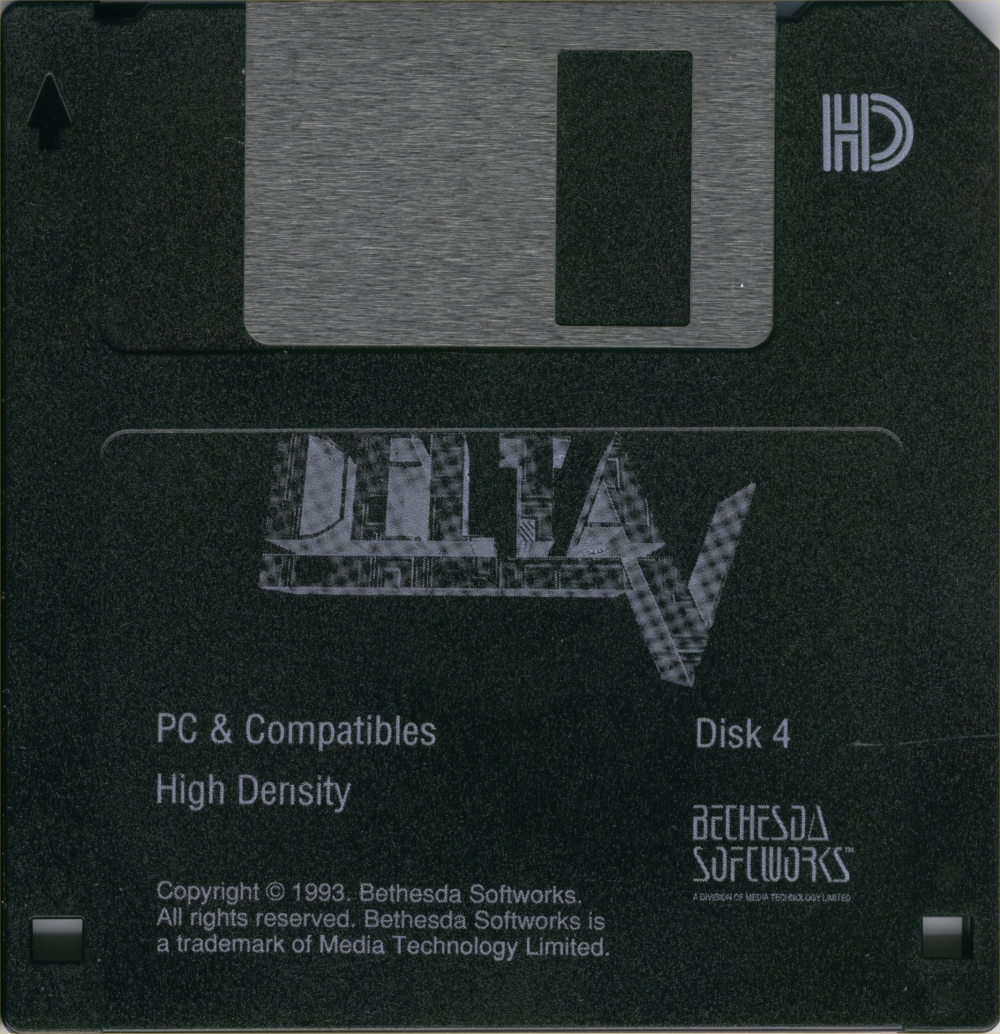 HD
DELTA V
PC & Compatibles
Disk 4
High Density
BETHESDA
SOFTWORKS™
A DIVISION OF MEDIA TECHNOLOGY LIMITED
Copyright © 1993. Bethesda Softworks.
All rights reserved. Bethesda Softworks is
a trademark of Media Technology Limited.